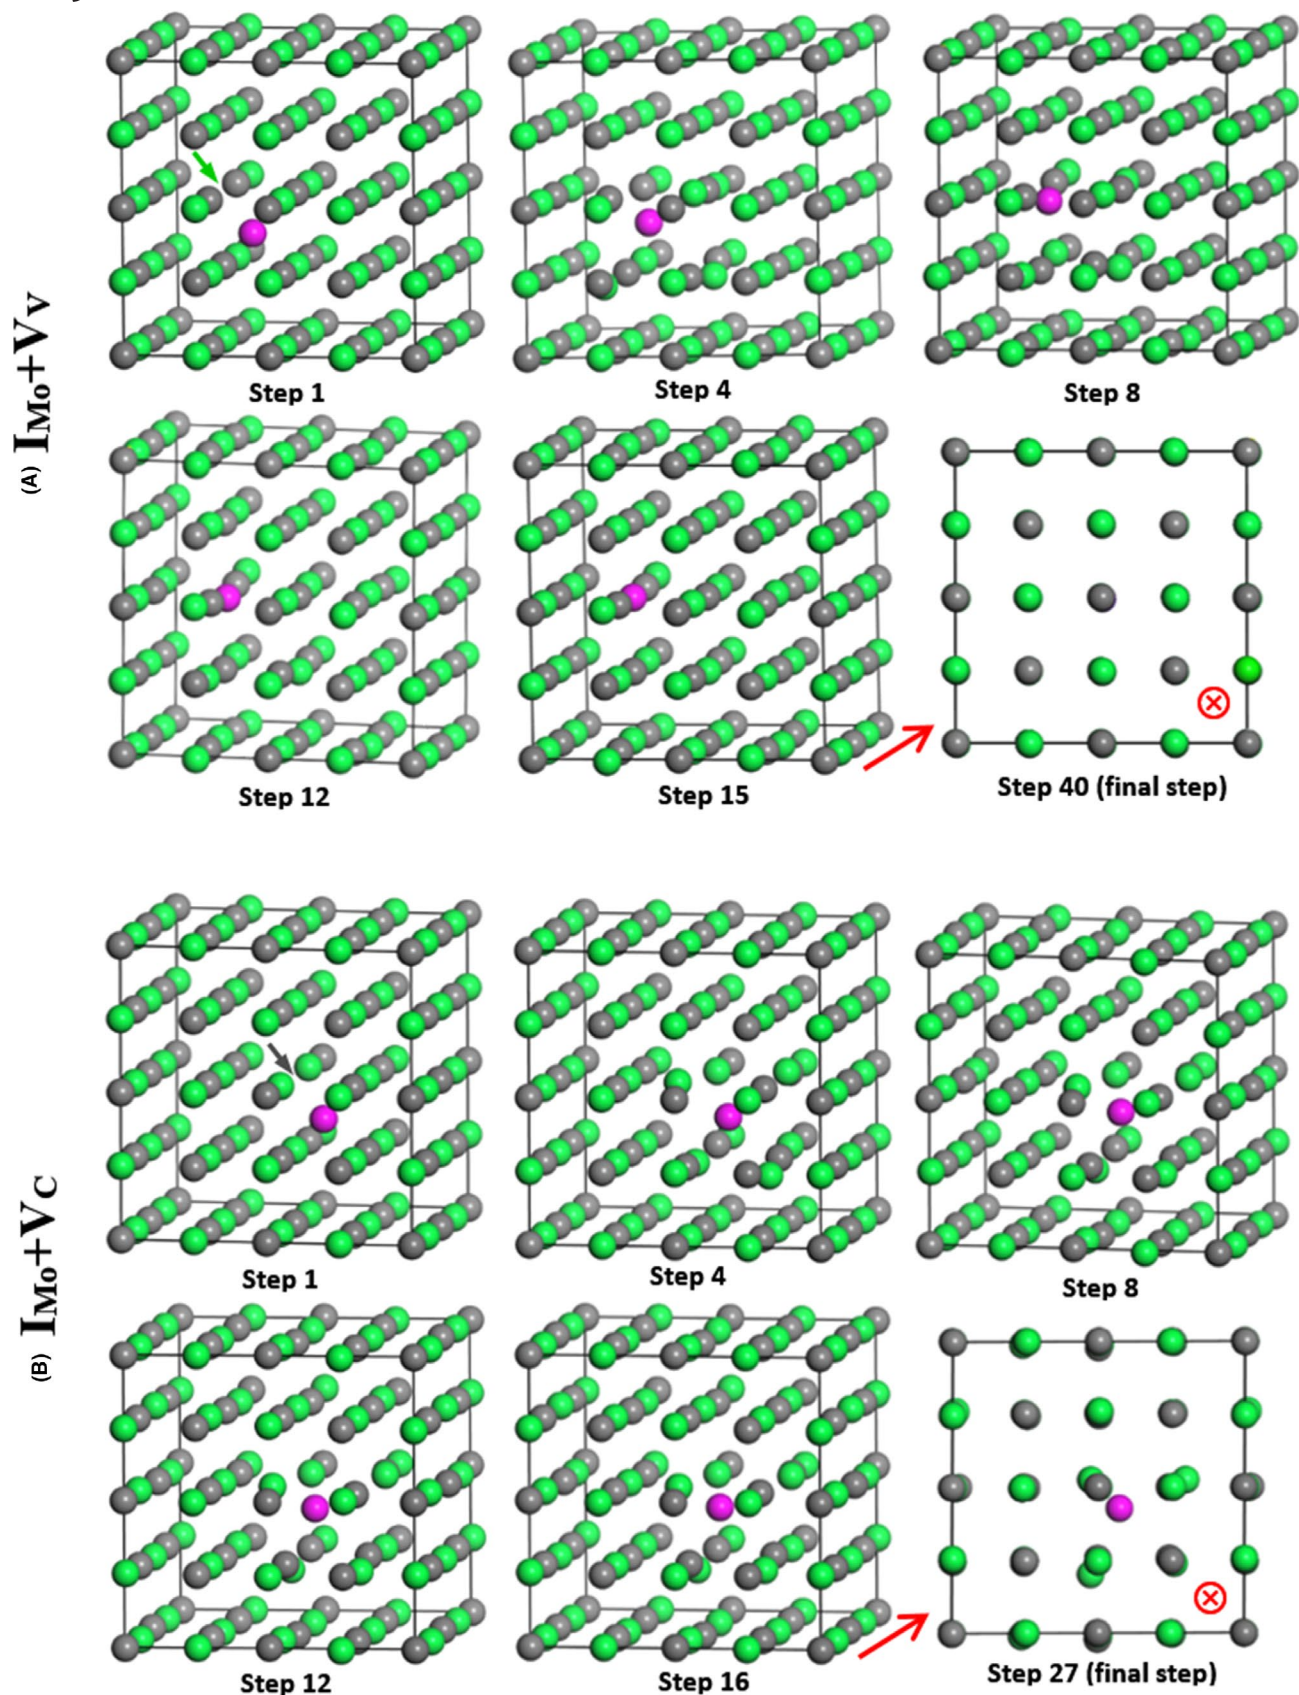 (A) I_Mo+V_V
Step 1
Step 4
Step 8
Step 12
Step 15
Step 40 (final step)
(B) I_Mo+V_C
Step 1
Step 4
Step 8
Step 12
Step 16
Step 27 (final step)